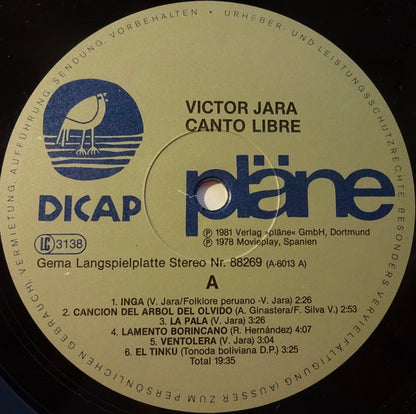 URHEBER- UND LEISTUNGSSCHUTZRECHTE
VERMIETUNG, AUFFÜHRUNG, SENDUNG, VORBEHALTEN •
VICTOR JARA
CANTO LIBRE
DICAP
pläne
℗ 1981 Verlag »pläne« GmbH, Dortmund
℗ 1978 Movieplay, Spanien
LC 3138
Gema Langspielplatte Stereo Nr. 88269 (A-6013 A)
A
1. INGA (V. Jara/Folklore peruano -V. Jara) 2:26
2. CANCION DEL ARBOL DEL OLVIDO (A. Ginastera/F. Silva V.) 2:53
3. LA PALA (V. Jara) 3:26
4. LAMENTO BORINCANO (R. Hernández) 4:07
5. VENTOLERA (V. Jara) 3:04
6. EL TINKU (Tonoda boliviana D.P.) 3:25
Total 19:35
BESONDERS VERVIELFÄLTIGUNG (AUSSER ZUM PERSÖNLICHEN GEBRAUCH),